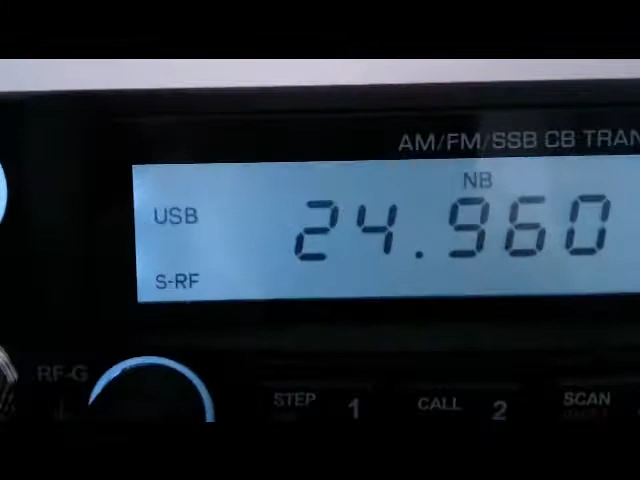 AM/FM/SSB CB TRAN
NB
USB
24.960
S-RF
RF-G
STEP 1 CALL 2 SCAN